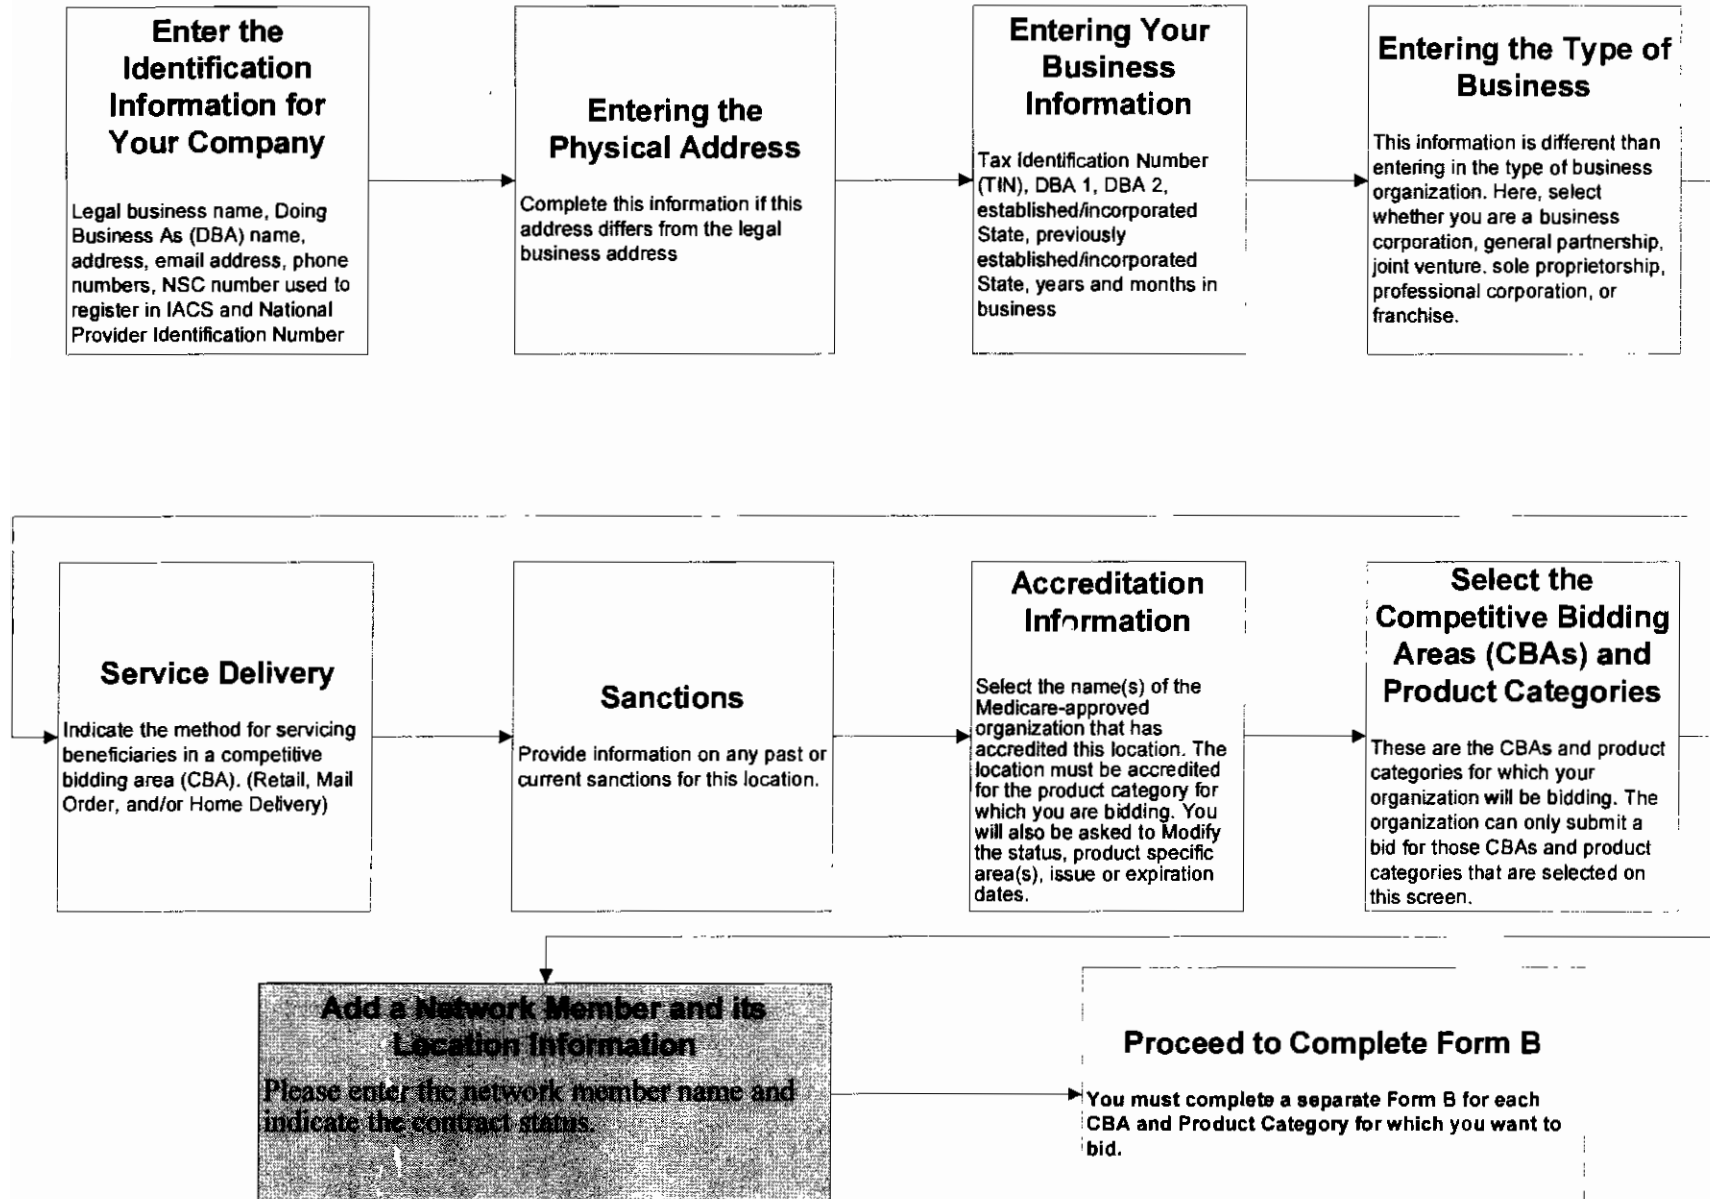 Enter the
Identification
Information for
Your Company
Legal business name, Doing
Business As (DBA) name,
address, email address, phone
numbers, NSC number used to
register in IACS and National
Provider Identification Number
Entering the
Physical Address
Complete this information if this
address differs from the legal
business address
Entering Your
Business
Information
Tax Identification Number
(TIN), DBA 1, DBA 2,
established/incorporated
State, previously
established/incorporated
State, years and months in
business
Entering the Type of
Business
This information is different than
entering in the type of business
organization. Here, select
whether you are a business
corporation, general partnership,
joint venture. sole proprietorship,
professional corporation, or
franchise.
Service Delivery
Indicate the method for servicing
beneficiaries in a competitive
bidding area (CBA). (Retail, Mail
Order, and/or Home Delivery)
Sanctions
Provide information on any past or
current sanctions for this location.
Accreditation
Information
Select the name(s) of the
Medicare-approved
organization that has
accredited this location. The
location must be accredited
for the product category for
which you are bidding. You
will also be asked to Modify
the status, product specific
area(s), issue or expiration
dates.
Select the
Competitive Bidding
Areas (CBAs) and
Product Categories
These are the CBAs and product
categories for which your
organization will be bidding. The
organization can only submit a
bid for those CBAs and product
categories that are selected on
this screen.
Add a Network Member and its
Location Information
Please enter the network member name and
indicate the contract status.
Proceed to Complete Form B
You must complete a separate Form B for each
CBA and Product Category for which you want to
bid.